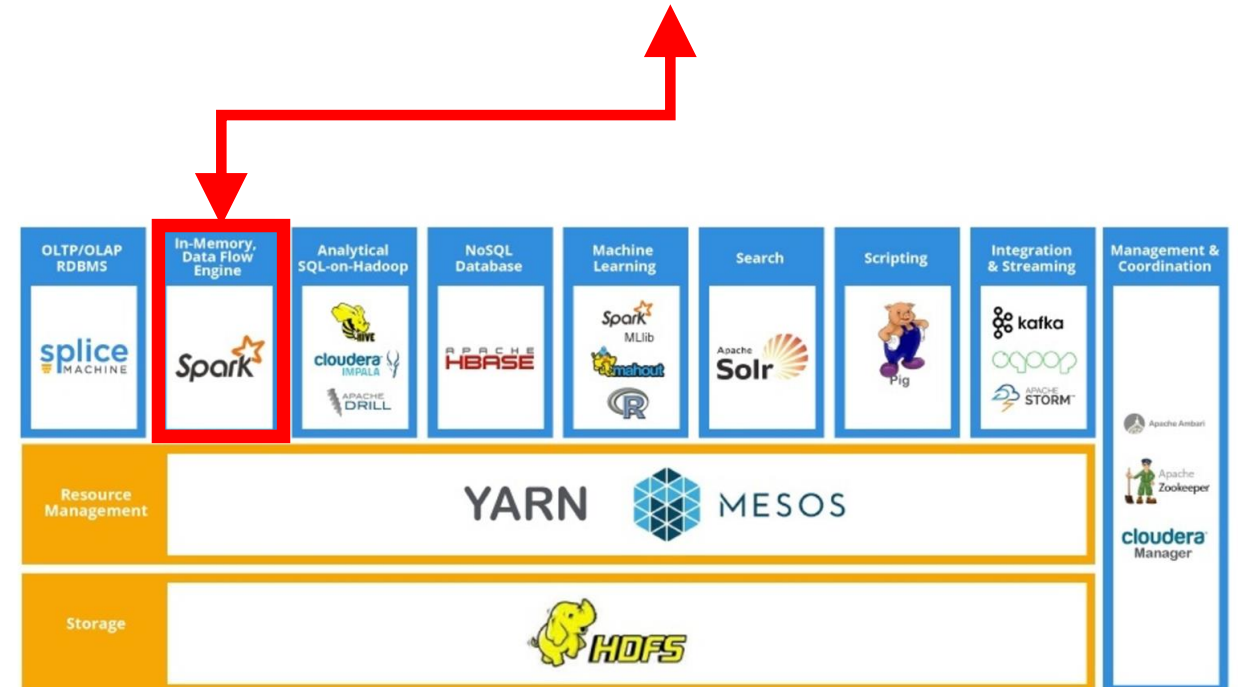 OLTP/OLAP
RDBMS
splice
MACHINE
In-Memory,
Data Flow
Engine
Spark
Analytical
SQL-on-Hadoop
HIVE
cloudera
IMPALA
APACHE
DRILL
NoSQL
Database
APACHE
HBASE
Machine
Learning
Spark
MLlib
mahout
R
Search
Apache
Solr
Scripting
Pig
Integration
& Streaming
kafka
sqoop
APACHE
STORM™
Management &
Coordination
Apache Ambari
Apache
Zookeeper
cloudera
Manager
Resource
Management
YARN
MESOS
Storage
HDFS